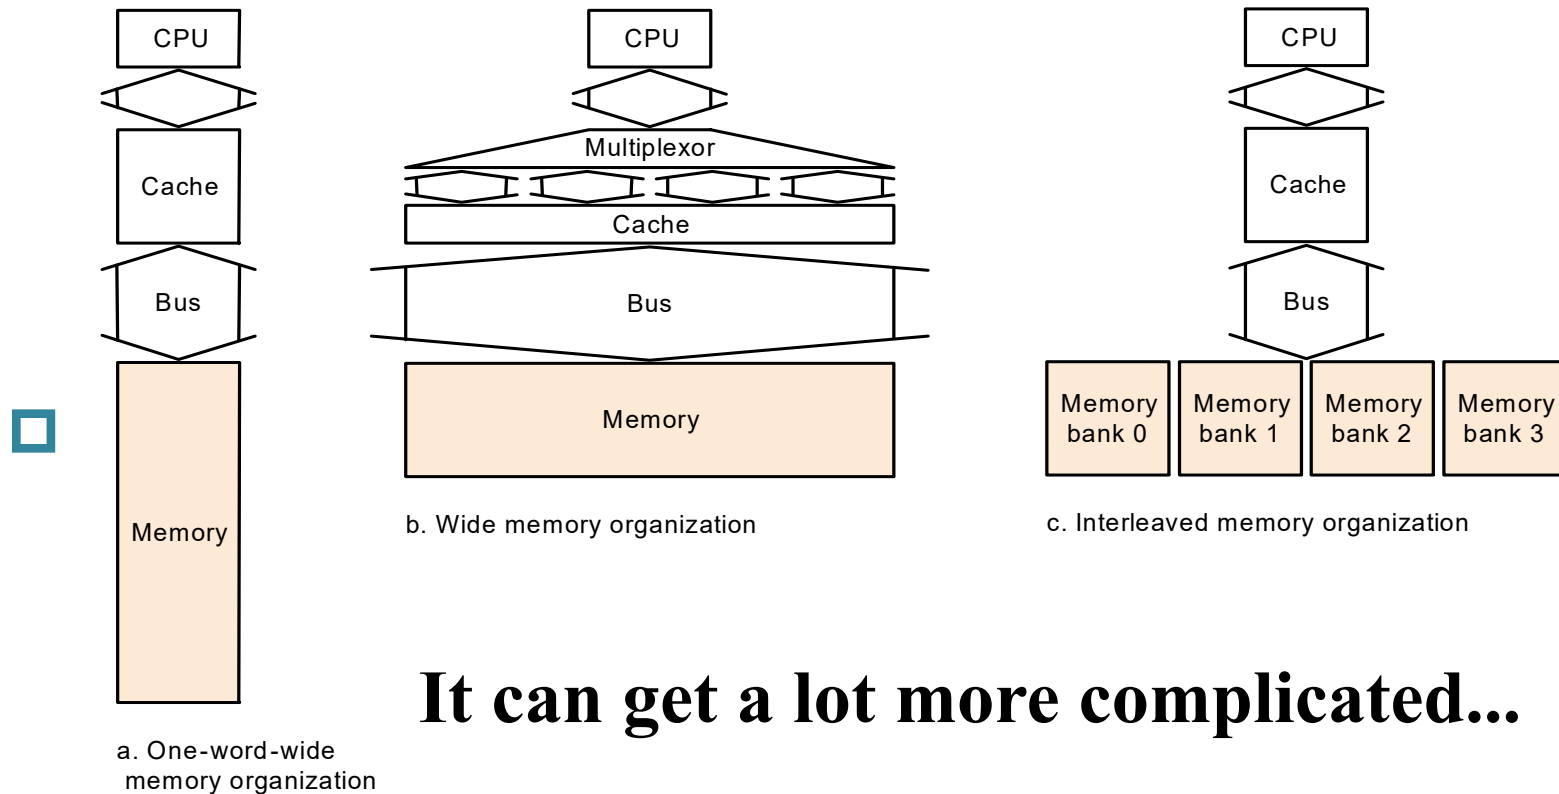 CPU
Cache
Bus
Memory
a. One-word-wide
memory organization
CPU
Multiplexor
Cache
Bus
Memory
b. Wide memory organization
CPU
Cache
Bus
Memory
bank 0
Memory
bank 1
Memory
bank 2
Memory
bank 3
c. Interleaved memory organization
It can get a lot more complicated...